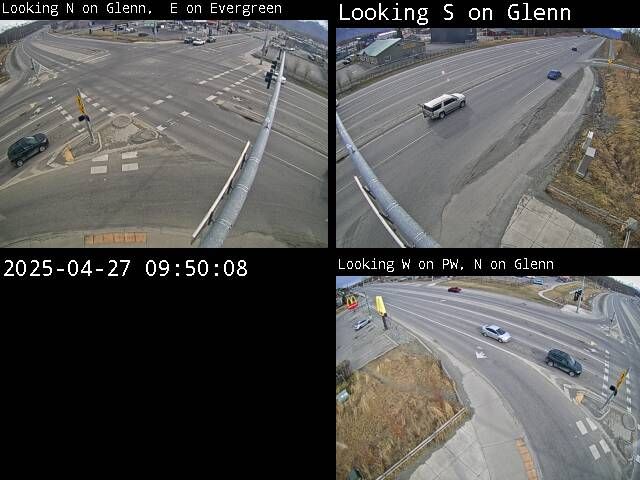 Looking N on Glenn,  E on Evergreen
Looking S on Glenn
2025-04-27 09:50:08
Looking W on PW, N on Glenn